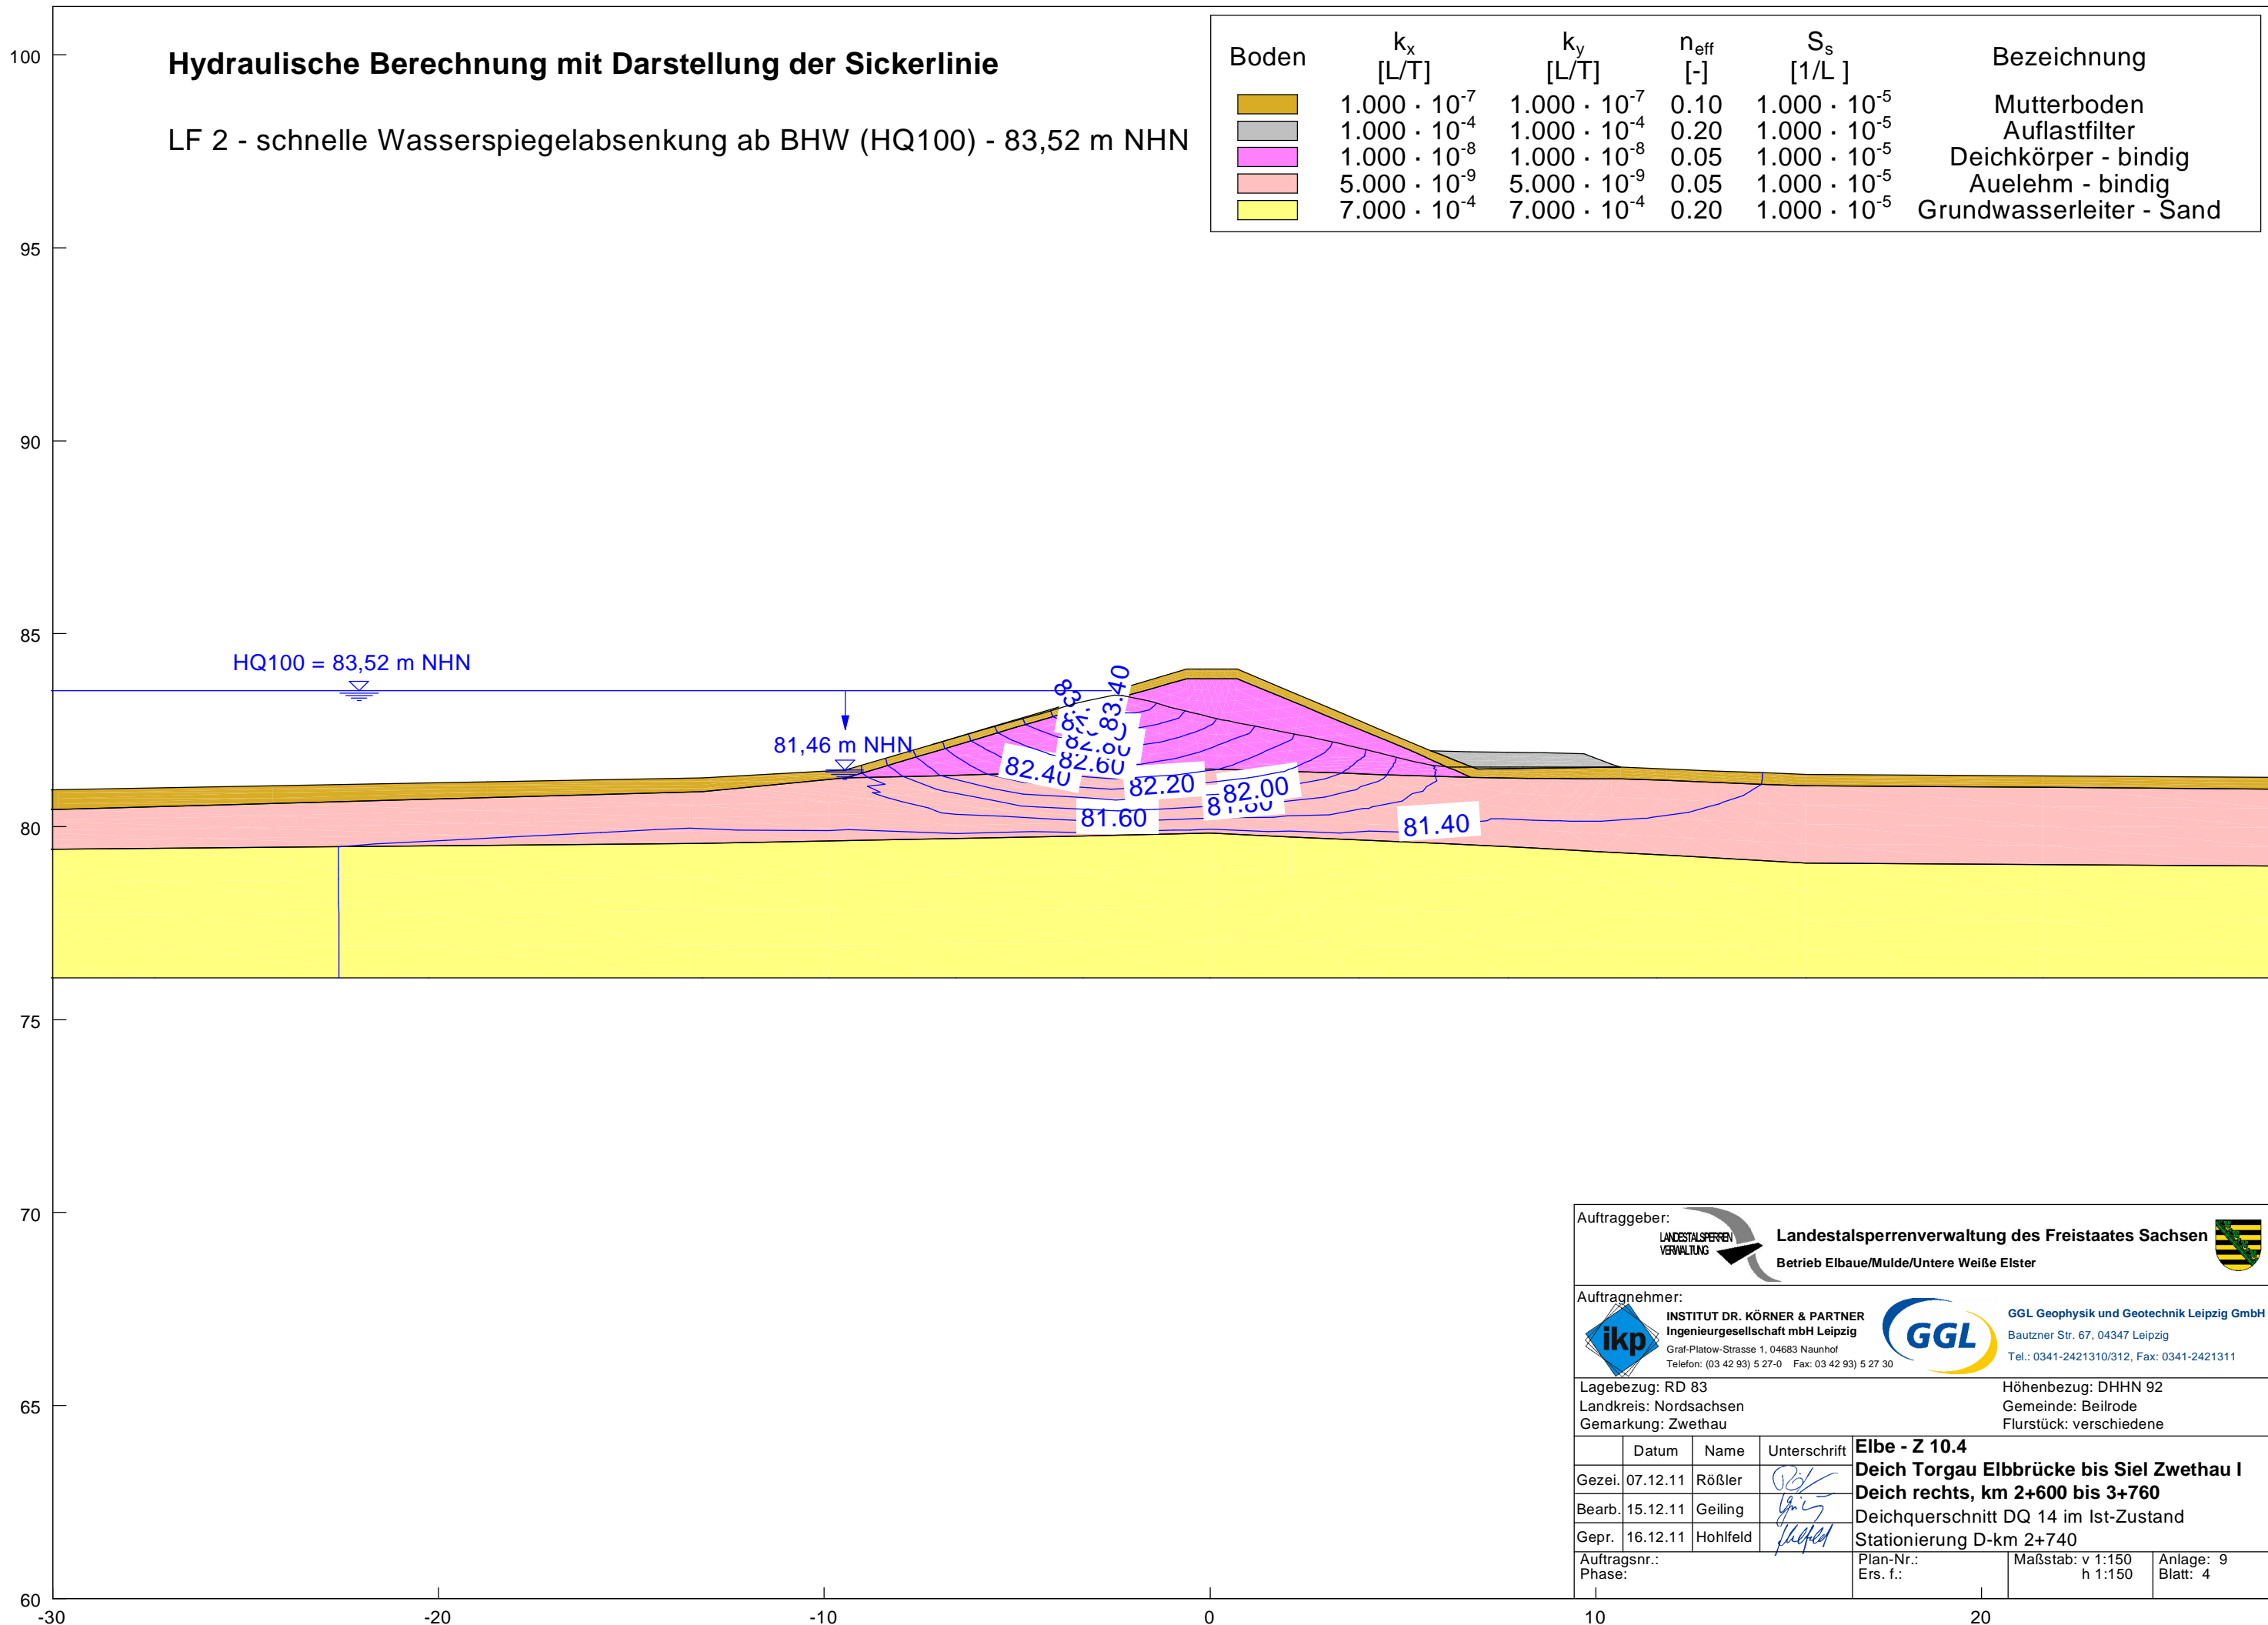 Hydraulische Berechnung mit Darstellung der Sickerlinie
LF 2 - schnelle Wasserspiegelabsenkung ab BHW (HQ100) - 83,52 m NHN
Boden kx [L/T] ky [L/T] neff [-] Ss [1/L ] Bezeichnung
1.000 · 10-7 1.000 · 10-7 0.10 1.000 · 10-5 Mutterboden
1.000 · 10-4 1.000 · 10-4 0.20 1.000 · 10-5 Auflastfilter
1.000 · 10-8 1.000 · 10-8 0.05 1.000 · 10-5 Deichkörper - bindig
5.000 · 10-9 5.000 · 10-9 0.05 1.000 · 10-5 Auelehm - bindig
7.000 · 10-4 7.000 · 10-4 0.20 1.000 · 10-5 Grundwasserleiter - Sand
100
95
90
85
80
75
70
65
60
HQ100 = 83,52 m NHN
81,46 m NHN
83.40
82.80
82.60
82.40
82.20
82.00
81.80
81.60
81.40
Auftraggeber:
LANDESTALSPERREN
VERWALTUNG
Landestalsperrenverwaltung des Freistaates Sachsen
Betrieb Elbaue/Mulde/Untere Weiße Elster
Auftragnehmer:
ikp
INSTITUT DR. KÖRNER & PARTNER
Ingenieurgesellschaft mbH Leipzig
Graf-Platow-Strasse 1, 04683 Naunhof
Telefon: (03 42 93) 5 27-0 Fax: 03 42 93) 5 27 30
GGL
GGL Geophysik und Geotechnik Leipzig GmbH
Bautzner Str. 67, 04347 Leipzig
Tel.: 0341-2421310/312, Fax: 0341-2421311
Lagebezug: RD 83 Höhenbezug: DHHN 92
Landkreis: Nordsachsen Gemeinde: Beilrode
Gemarkung: Zwethau Flurstück: verschiedene
Datum Name Unterschrift
Gezei. 07.12.11 Rößler
Bearb. 15.12.11 Geiling
Gepr. 16.12.11 Hohlfeld
Elbe - Z 10.4
Deich Torgau Elbbrücke bis Siel Zwethau I
Deich rechts, km 2+600 bis 3+760
Deichquerschnitt DQ 14 im Ist-Zustand
Stationierung D-km 2+740
Auftragsnr.:
Phase:
Plan-Nr.:
Ers. f.:
Maßstab: v 1:150
h 1:150
Anlage: 9
Blatt: 4
-30 -20 -10 0 10 20